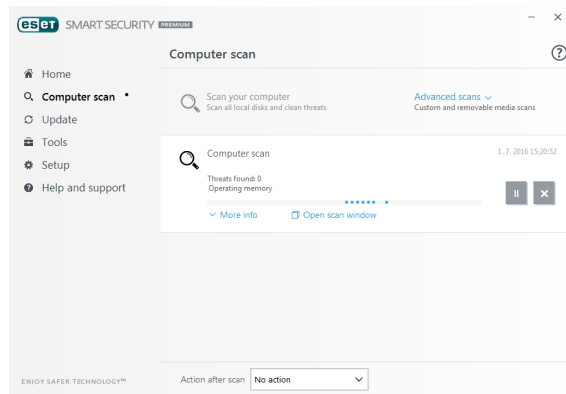 eseT SMART SECURITY PREMIUM
Computer scan
Home
Computer scan
Update
Tools
Setup
Help and support
Scan your computer
Scan all local disks and clean threats
Advanced scans
Custom and removable media scans
Computer scan
1. 7. 2016 15:20:52
Threats found: 0
Operating memory
More info
Open scan window
ENJOY SAFER TECHNOLOGY™
Action after scan No action